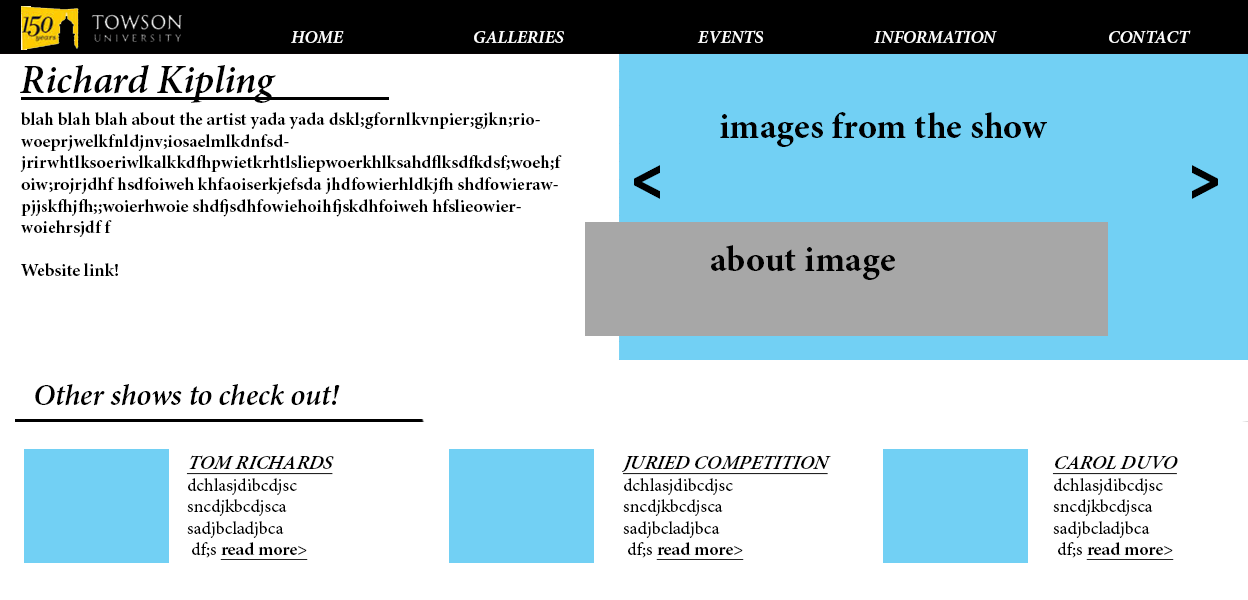 150 years TOWSON UNIVERSITY
HOME GALLERIES EVENTS INFORMATION CONTACT
Richard Kipling
blah blah blah about the artist yada yada dskl;gfornlkvnpier;gjkn;rio-
woeprjwelkfnldjnv;iosaelmlkdnfsd-
jrirwhtlksoeriwlkalkkdfhpwietkrhtlsliepwoerkhlksahdflksdfkdsf;woeh;f
oiw;rojrjdhf hsdfoiweh khfaoiserkjefsda jhdfowierhldkjfh shdfowieraw-
pjjskfhjfh;;woierhwoie shdfjsdhfowiehoihfjskdhfoiweh hfslieowier-
woiehrsjdf f
Website link!
images from the show
< >
about image
Other shows to check out!
TOM RICHARDS
dchlasjdibcdjsc
sncdjkbcdjsca
sadjbcladjbca
df;s read more>
JURIED COMPETITION
dchlasjdibcdjsc
sncdjkbcdjsca
sadjbcladjbca
df;s read more>
CAROL DUVO
dchlasjdibcdjsc
sncdjkbcdjsca
sadjbcladjbca
df;s read more>